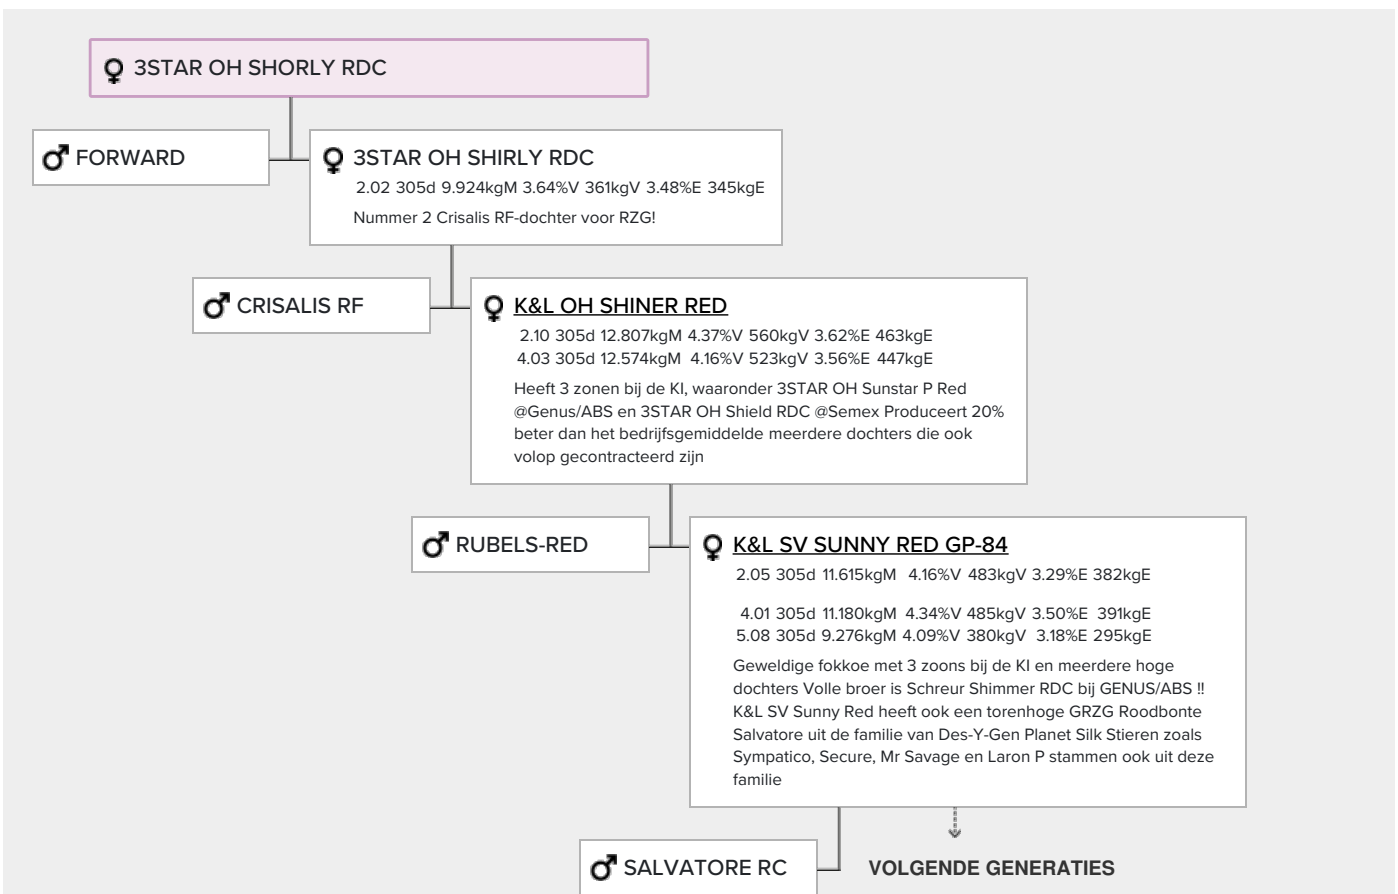 3STAR OH SHORLY RDC
FORWARD
3STAR OH SHIRLY RDC
2.02 305d 9.924kgM 3.64%V 361kgV 3.48%E 345kgE
Nummer 2 Crisalis RF-dochter voor RZG!
CRISALIS RF
K&L OH SHINER RED
2.10 305d 12.807kgM 4.37%V 560kgV 3.62%E 463kgE
4.03 305d 12.574kgM 4.16%V 523kgV 3.56%E 447kgE
Heeft 3 zonen bij de KI, waaronder 3STAR OH Sunstar P Red
@Genus/ABS en 3STAR OH Shield RDC @Semex Produceert 20%
beter dan het bedrijfsgemiddelde meerdere dochters die ook
volop gecontracteerd zijn
RUBELS-RED
K&L SV SUNNY RED GP-84
2.05 305d 11.615kgM 4.16%V 483kgV 3.29%E 382kgE
4.01 305d 11.180kgM 4.34%V 485kgV 3.50%E 391kgE
5.08 305d 9.276kgM 4.09%V 380kgV 3.18%E 295kgE
Geweldige fokkoe met 3 zoons bij de KI en meerdere hoge
dochters Volle broer is Schreur Shimmer RDC bij GENUS/ABS !!
K&L SV Sunny Red heeft ook een torenhoge GRZG Roodbonte
Salvatore uit de familie van Des-Y-Gen Planet Silk Stieren zoals
Sympatico, Secure, Mr Savage en Laron P stammen ook uit deze
familie
SALVATORE RC
VOLGENDE GENERATIES